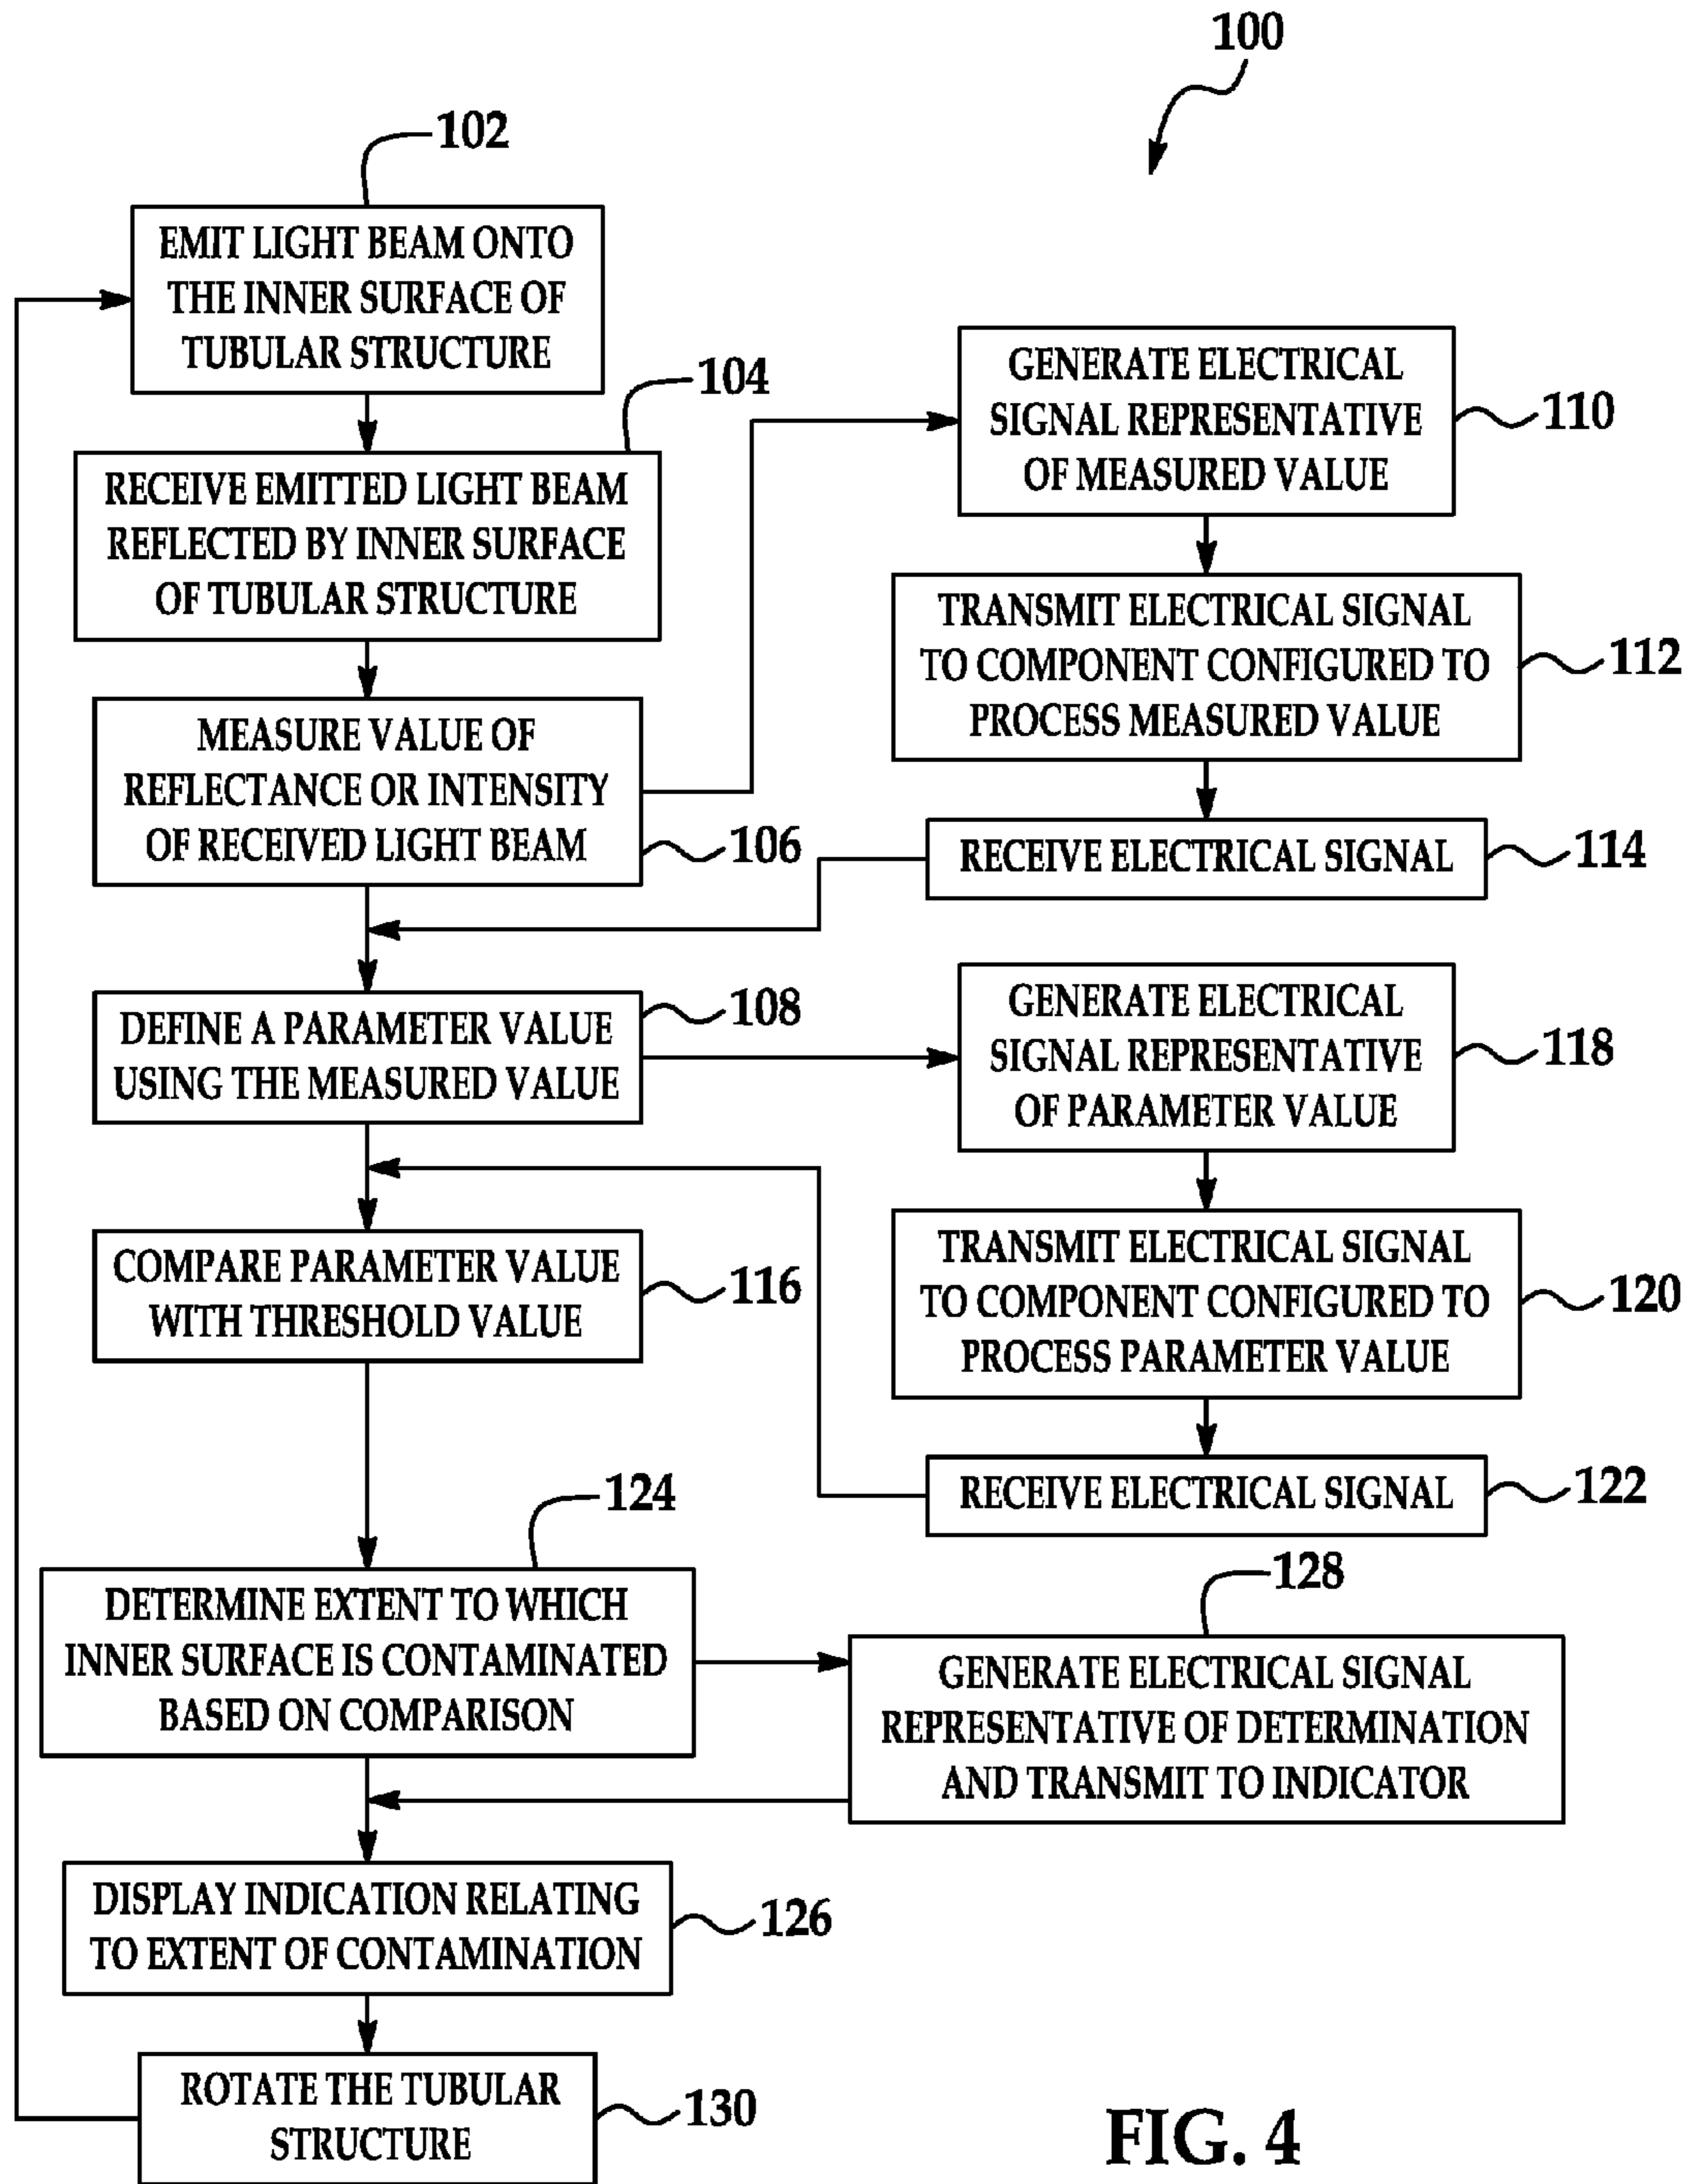 100
102
EMIT LIGHT BEAM ONTO
THE INNER SURFACE OF
TUBULAR STRUCTURE
104
RECEIVE EMITTED LIGHT BEAM
REFLECTED BY INNER SURFACE
OF TUBULAR STRUCTURE
MEASURE VALUE OF
REFLECTANCE OR INTENSITY
OF RECEIVED LIGHT BEAM
106
GENERATE ELECTRICAL
SIGNAL REPRESENTATIVE
OF MEASURED VALUE
110
TRANSMIT ELECTRICAL SIGNAL
TO COMPONENT CONFIGURED TO
PROCESS MEASURED VALUE
112
RECEIVE ELECTRICAL SIGNAL
114
DEFINE A PARAMETER VALUE
USING THE MEASURED VALUE
108
GENERATE ELECTRICAL
SIGNAL REPRESENTATIVE
OF PARAMETER VALUE
118
TRANSMIT ELECTRICAL SIGNAL
TO COMPONENT CONFIGURED TO
PROCESS PARAMETER VALUE
120
RECEIVE ELECTRICAL SIGNAL
122
COMPARE PARAMETER VALUE
WITH THRESHOLD VALUE
116
124
DETERMINE EXTENT TO WHICH
INNER SURFACE IS CONTAMINATED
BASED ON COMPARISON
128
GENERATE ELECTRICAL SIGNAL
REPRESENTATIVE OF DETERMINATION
AND TRANSMIT TO INDICATOR
DISPLAY INDICATION RELATING
TO EXTENT OF CONTAMINATION
126
ROTATE THE TUBULAR
STRUCTURE
130
FIG. 4